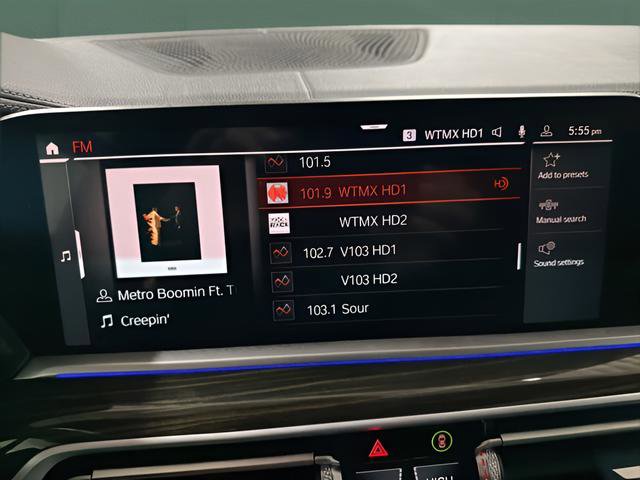 3 WTMX HD1 5:55 pm
FM
101.5
101.9 WTMX HD1
WTMX HD2
102.7 V103 HD1
V103 HD2
103.1 Sour
Metro Boomin Ft. T
Creepin'
Add to presets
Manual search
Sound settings
HIGH